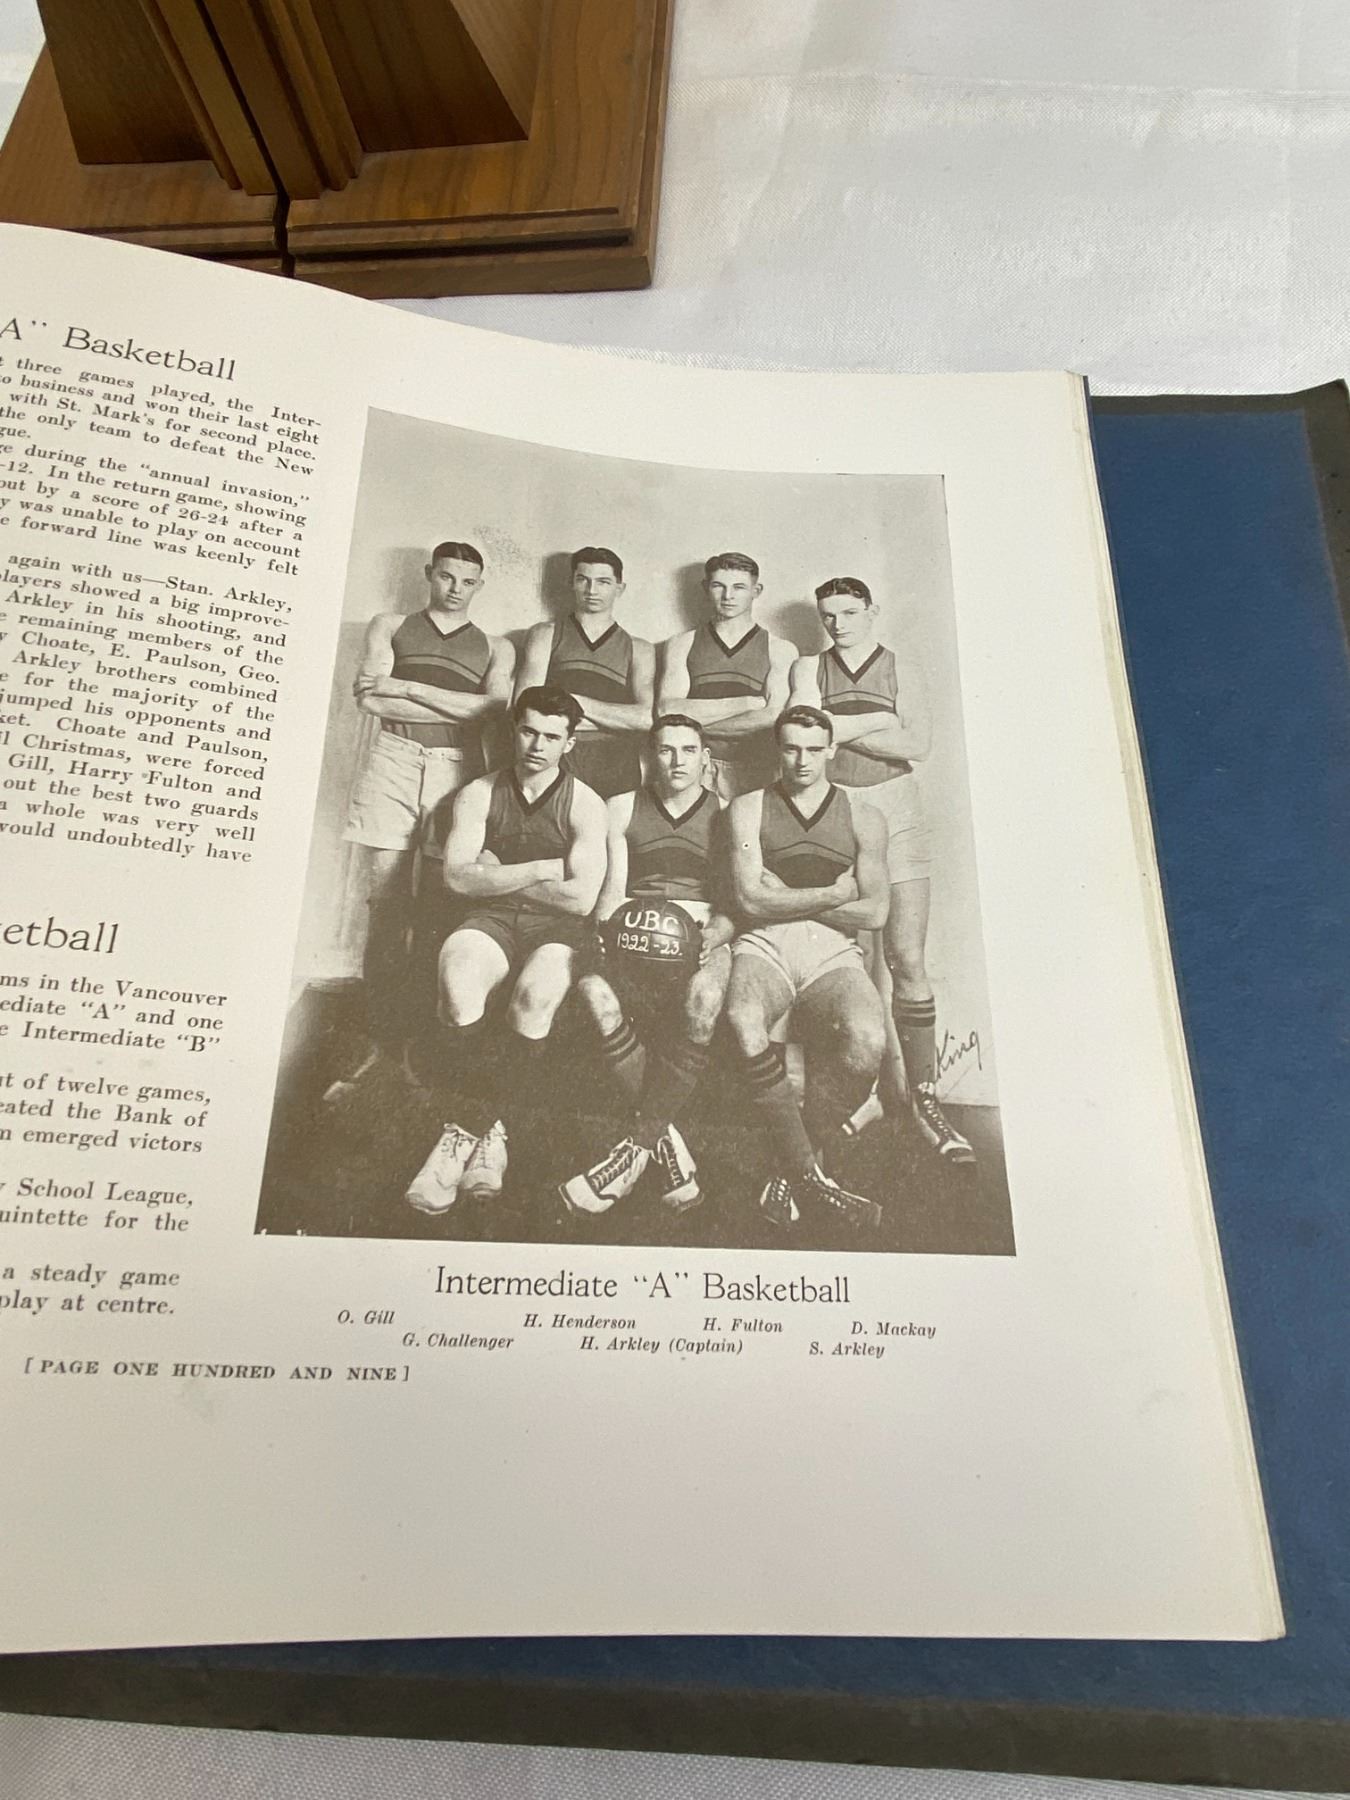 A" Basketball
three games played, the Inter-
to business and won their last eight
with St. Mark's for second place.
the only team to defeat the New
gue.
ge during the "annual invasion,"
-12. In the return game, showing
out by a score of 26-24 after a
y was unable to play on account
e forward line was keenly felt
again with us—Stan. Arkley,
players showed a big improve-
Arkley in his shooting, and
e remaining members of the
y Choate, E. Paulson, Geo.
Arkley brothers combined
e for the majority of the
jumped his opponents and
ket. Choate and Paulson,
il Christmas, were forced
Gill, Harry Fulton and
out the best two guards
a whole was very well
would undoubtedly have
etball
ms in the Vancouver
ediate "A" and one
e Intermediate "B"
ut of twelve games,
eated the Bank of
n emerged victors
y School League,
uintette for the
a steady game
play at centre.
[PAGE ONE HUNDRED AND NINE]
UBC
1922-23.
King
Intermediate "A" Basketball
O. Gill H. Henderson H. Fulton D. Mackay
G. Challenger H. Arkley (Captain) S. Arkley